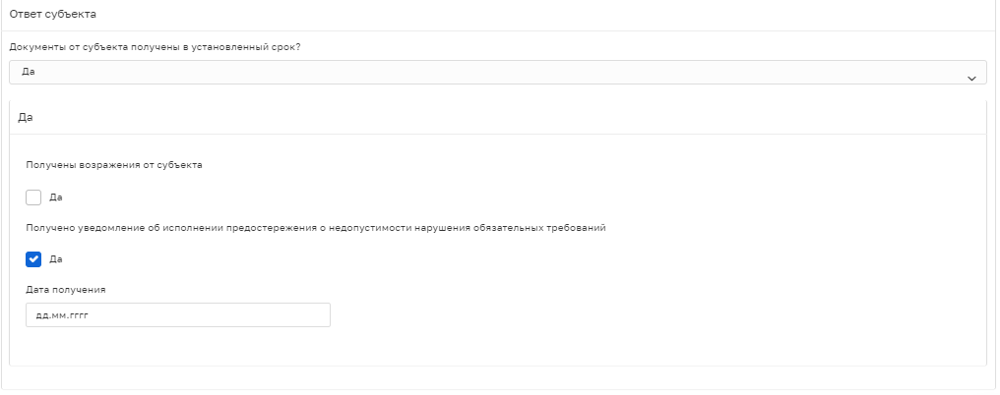 Ответ субъекта
Документы от субъекта получены в установленный срок?
Да
Да
Получены возражения от субъекта
Да
Получено уведомление об исполнении предостережения о недопустимости нарушения обязательных требований
Да
Дата получения
дд.мм.гггг